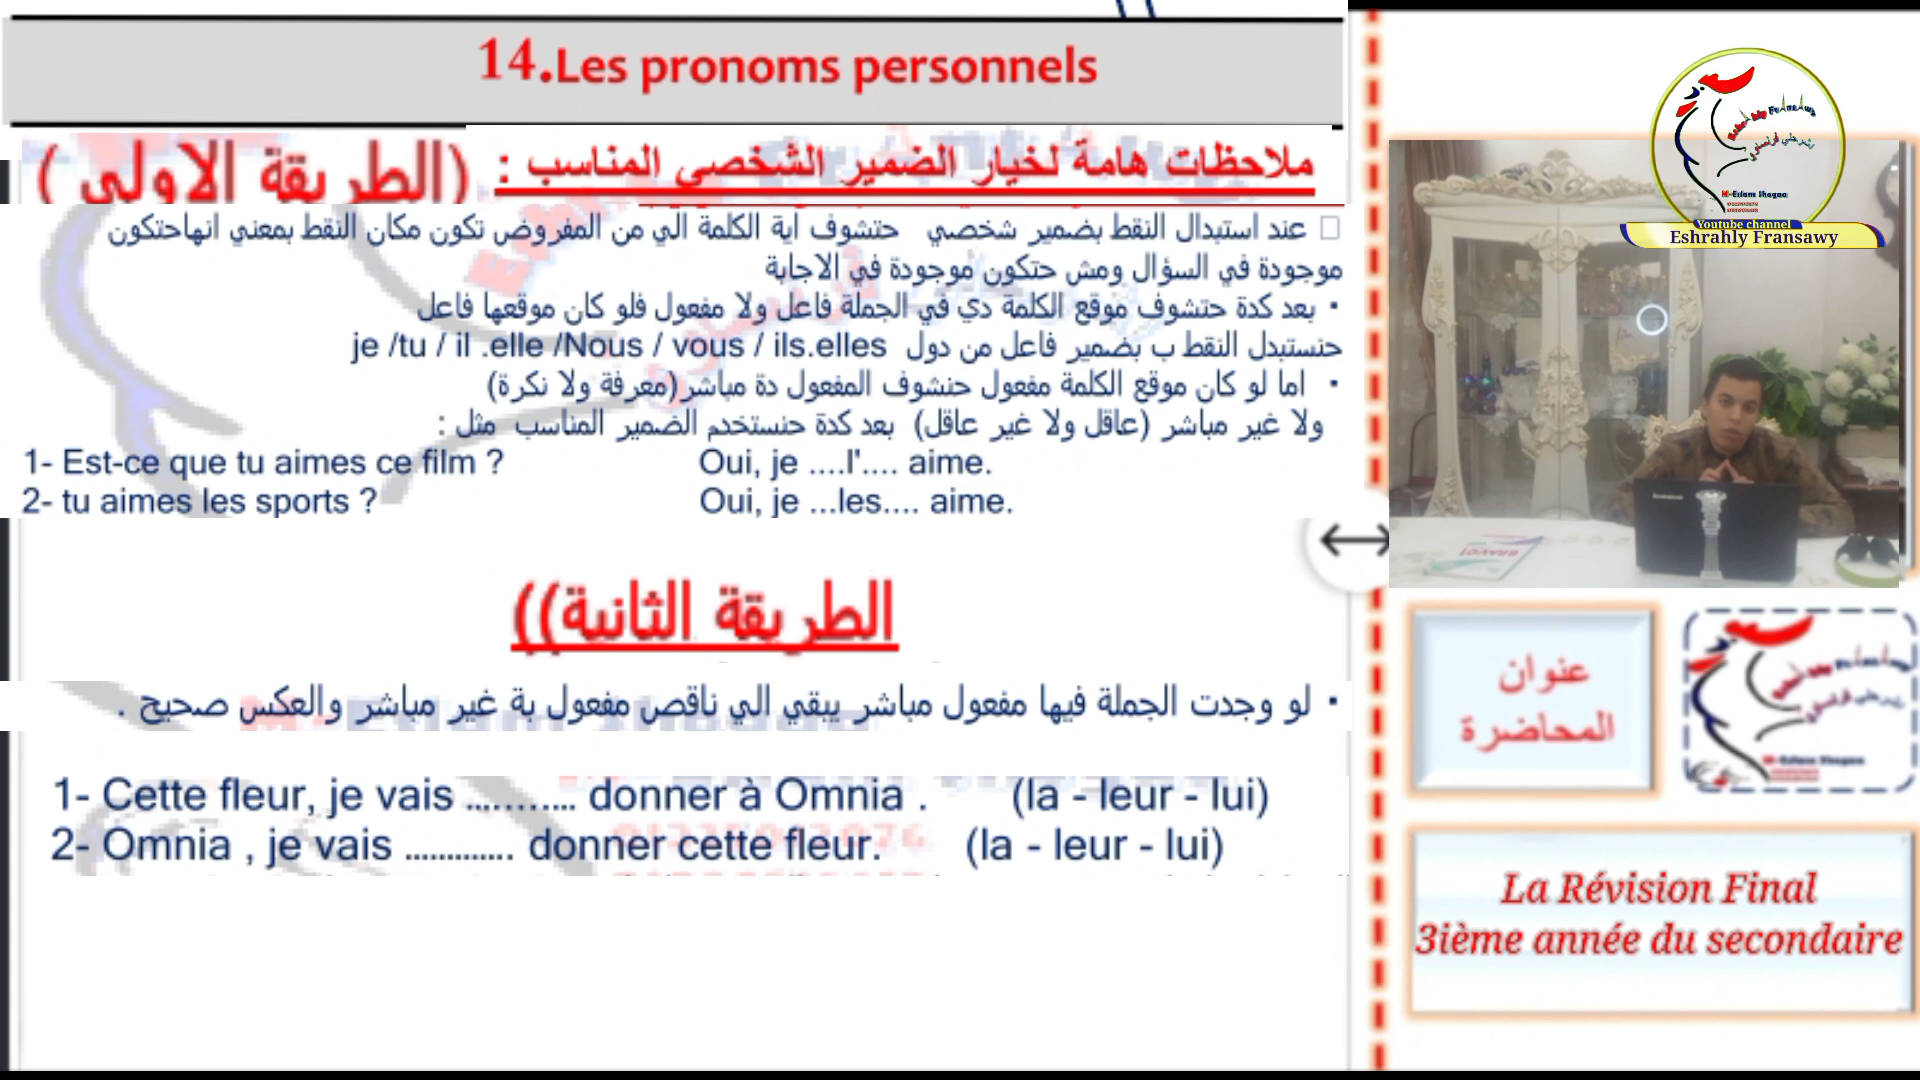 14.Les pronoms personnels
ملاحظات هامة لخيار الضمير الشخصي المناسب : (الطريقة الاولى )
عند استبدال النقط بضمير شخصي حتشوف اية الكلمة الي من المفروض تكون مكان النقط بمعني انهاحتكون
موجودة في السؤال ومش حتكون موجودة في الاجابة
• بعد كدة حتشوف موقع الكلمة دي في الجملة فاعل ولا مفعول فلو كان موقعها فاعل
حنستبدل النقط ب بضمير فاعل من دول je /tu / il .elle /Nous / vous / ils.elles
• اما لو كان موقع الكلمة مفعول حنشوف المفعول دة مباشر(معرفة ولا نكرة)
ولا غير مباشر (عاقل ولا غير عاقل) بعد كدة حنستخدم الضمير المناسب مثل :
1- Est-ce que tu aimes ce film ? Oui, je ....l'.... aime.
2- tu aimes les sports ? Oui, je ...les.... aime.
الطريقة الثانية))
• لو وجدت الجملة فيها مفعول مباشر يبقي الي ناقص مفعول بة غير مباشر والعكس صحيح .
1- Cette fleur, je vais .......... donner à Omnia . (la - leur - lui)
2- Omnia , je vais ............. donner cette fleur. (la - leur - lui)
M-Eslam Shogaa
Youtube channel
Eshrahly Fransawy
عنوان
المحاضرة
La Révision Final
3ième année du secondaire